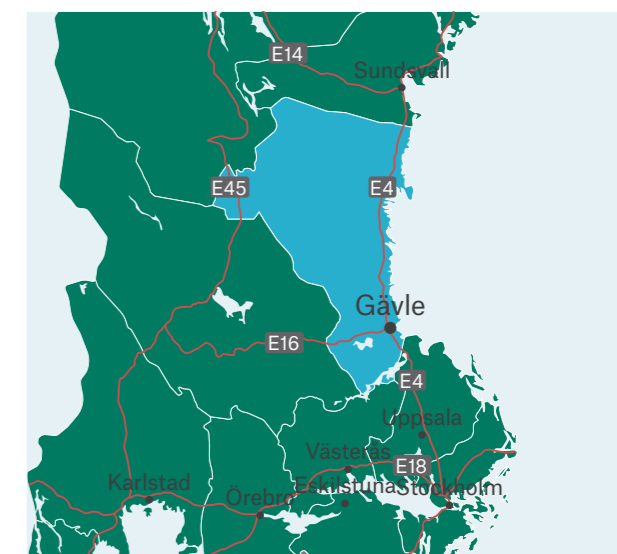 E14
Sundsvall
E45
E4
Gävle
E16
E4
Uppsala
Västerås
E18
Karlstad
Örebro
Eskilstuna
Stockholm